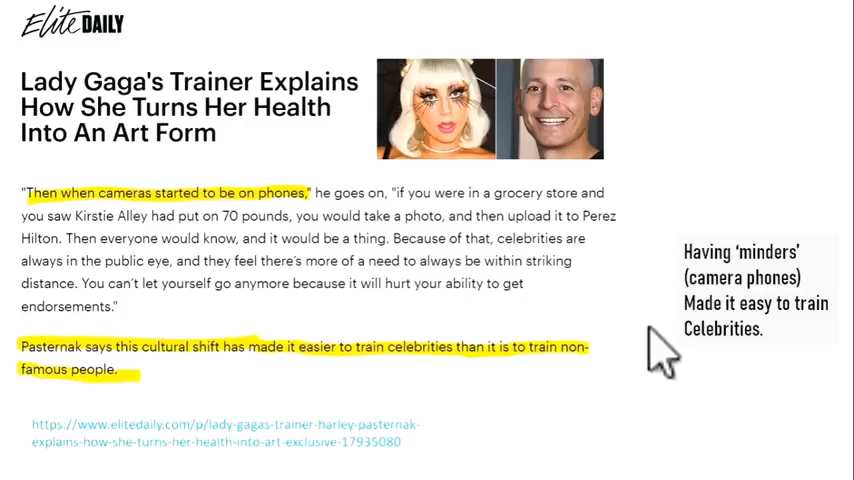 Elite DAILY
Lady Gaga's Trainer Explains
How She Turns Her Health
Into An Art Form
"Then when cameras started to be on phones," he goes on, "if you were in a grocery store and
you saw Kirstie Alley had put on 70 pounds, you would take a photo, and then upload it to Perez
Hilton. Then everyone would know, and it would be a thing. Because of that, celebrities are
always in the public eye, and they feel there's more of a need to always be within striking
distance. You can't let yourself go anymore because it will hurt your ability to get
endorsements."
Pasternak says this cultural shift has made it easier to train celebrities than it is to train non-
famous people.
Having ‘minders’
(camera phones)
Made it easy to train
Celebrities.
https://www.elitedaily.com/p/lady-gagas-trainer-harley-pasternak-
explains-how-she-turns-her-health-into-art-exclusive-17935080